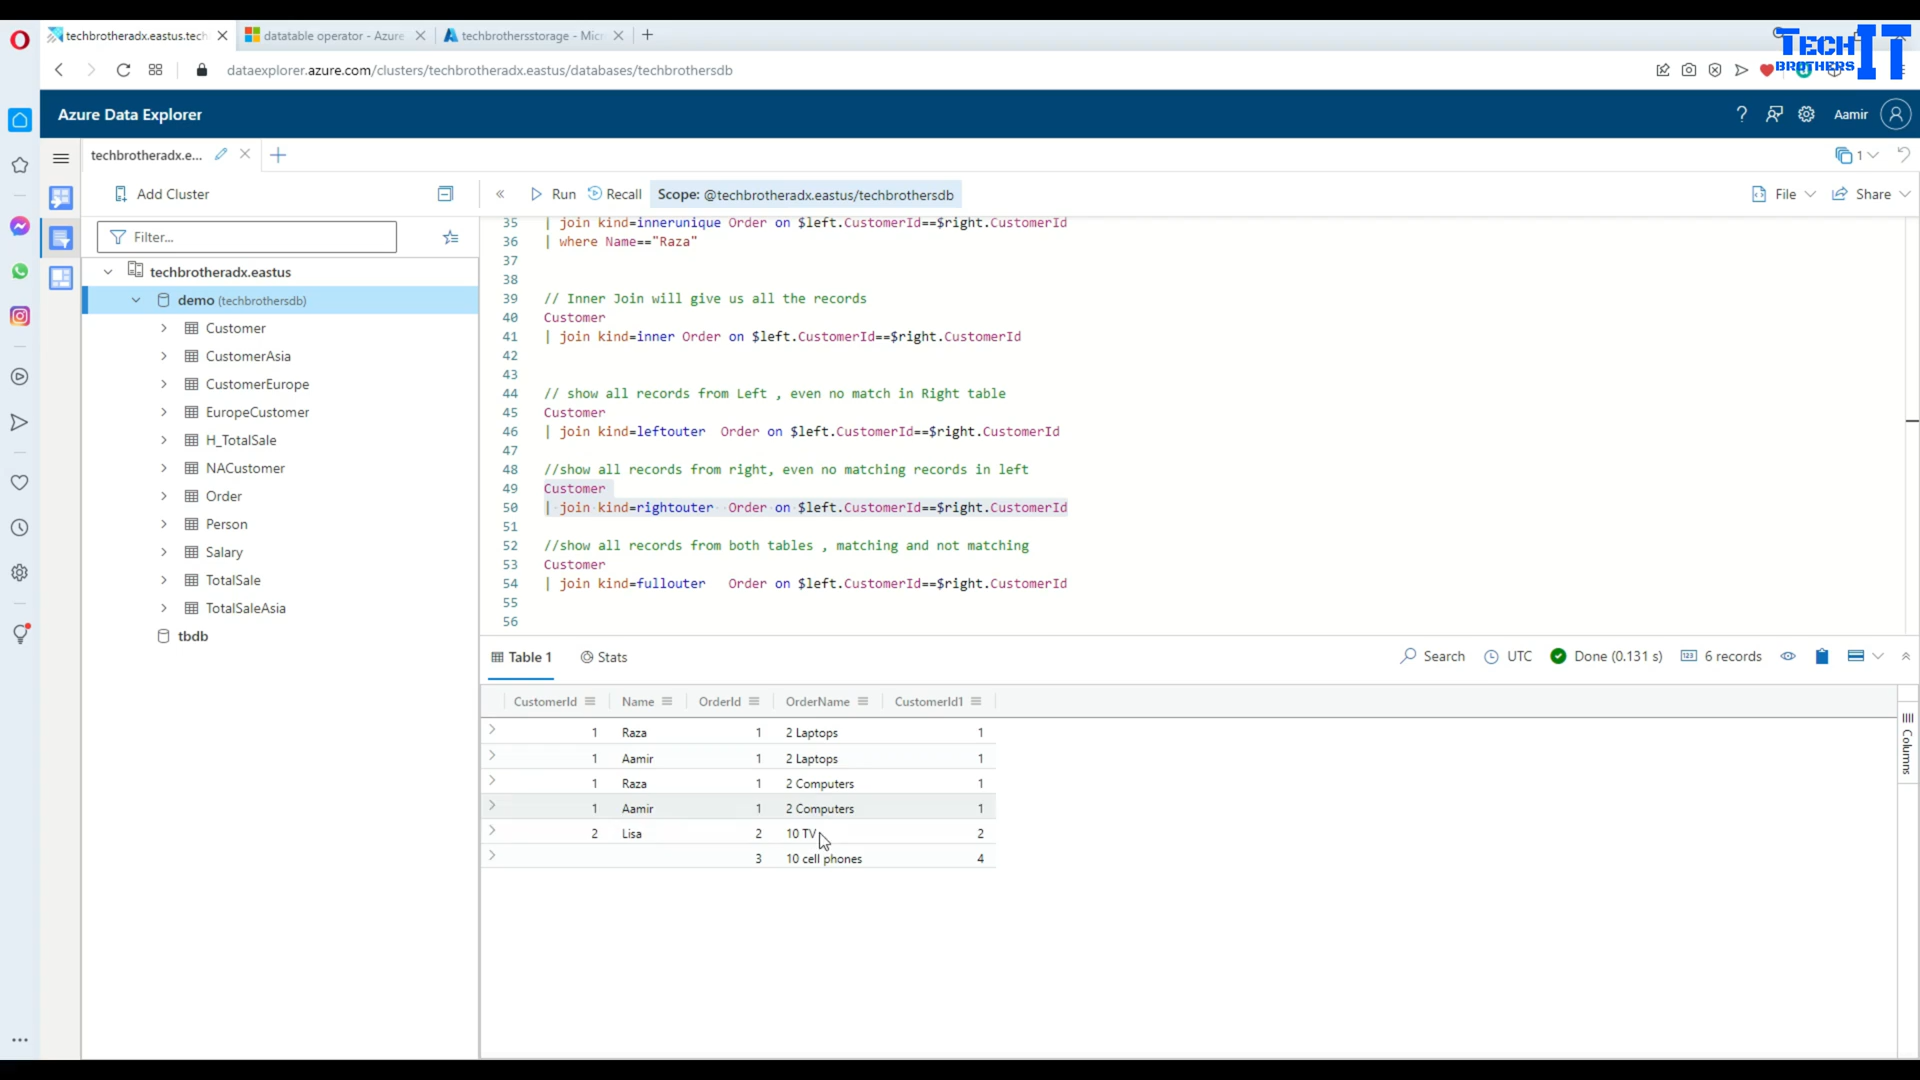 techbrotheradx.eastus.tech
datatable operator - Azure
techbrothersstorage - Micr
TECH IT
BROTHERS
dataexplorer.azure.com/clusters/techbrotheradx.eastus/databases/techbrothersdb
Azure Data Explorer
? Aamir
techbrotheradx.e...
1
Add Cluster
Run
Recall
Scope: @techbrotheradx.eastus/techbrothersdb
File
Share
Filter...
techbrotheradx.eastus
demo (techbrothersdb)
Customer
CustomerAsia
CustomerEurope
EuropeCustomer
H_TotalSale
NACustomer
Order
Person
Salary
TotalSale
TotalSaleAsia
tbdb
35 | join kind=innerunique Order on $left.CustomerId==$right.CustomerId
36 | where Name=="Raza"
37
38
39 // Inner Join will give us all the records
40 Customer
41 | join kind=inner Order on $left.CustomerId==$right.CustomerId
42
43
44 // show all records from Left , even no match in Right table
45 Customer
46 | join kind=leftouter  Order on $left.CustomerId==$right.CustomerId
47
48 //show all records from right, even no matching records in left
49 Customer
50 | join kind=rightouter  Order on $left.CustomerId==$right.CustomerId
51
52 //show all records from both tables , matching and not matching
53 Customer
54 | join kind=fullouter   Order on $left.CustomerId==$right.CustomerId
55
56
Table 1
Stats
Search
UTC
Done (0.131 s)
6 records
CustomerId Name OrderId OrderName CustomerId1
1 Raza 1 2 Laptops 1
1 Aamir 1 2 Laptops 1
1 Raza 1 2 Computers 1
1 Aamir 1 2 Computers 1
2 Lisa 2 10 TV 2
3 10 cell phones 4
Columns